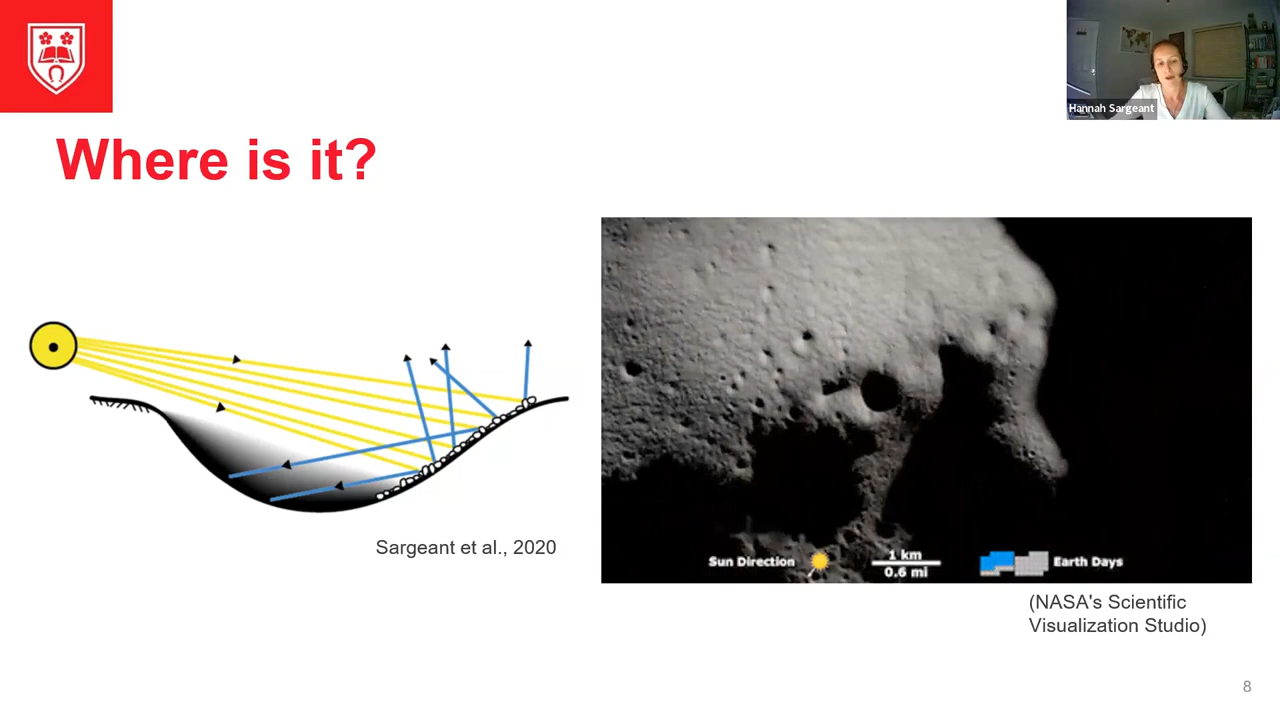 Hannah Sargeant
Where is it?
Sun Direction
1 km
0.6 mi
Earth Days
Sargeant et al., 2020
(NASA's Scientific
Visualization Studio)
8